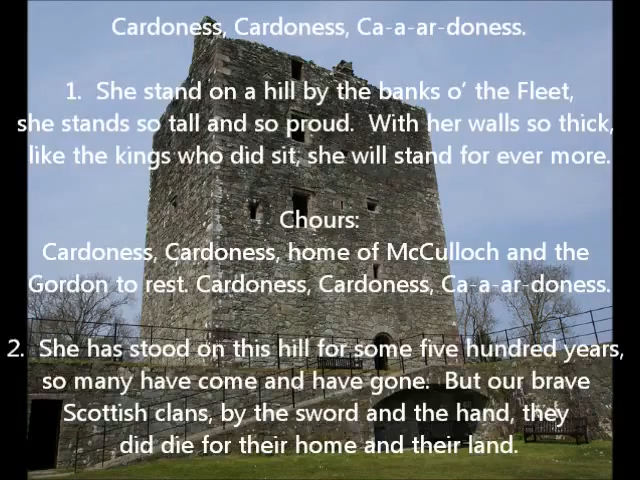 Cardoness, Cardoness, Ca-a-ar-doness.
1. She stand on a hill by the banks o' the Fleet,
she stands so tall and so proud. With her walls so thick,
like the kings who did sit, she will stand for ever more.
Chours:
Cardoness, Cardoness, home of McCulloch and the
Gordon to rest. Cardoness, Cardoness, Ca-a-ar-doness.
2. She has stood on this hill for some five hundred years,
so many have come and have gone. But our brave
Scottish clans, by the sword and the hand, they
did die for their home and their land.